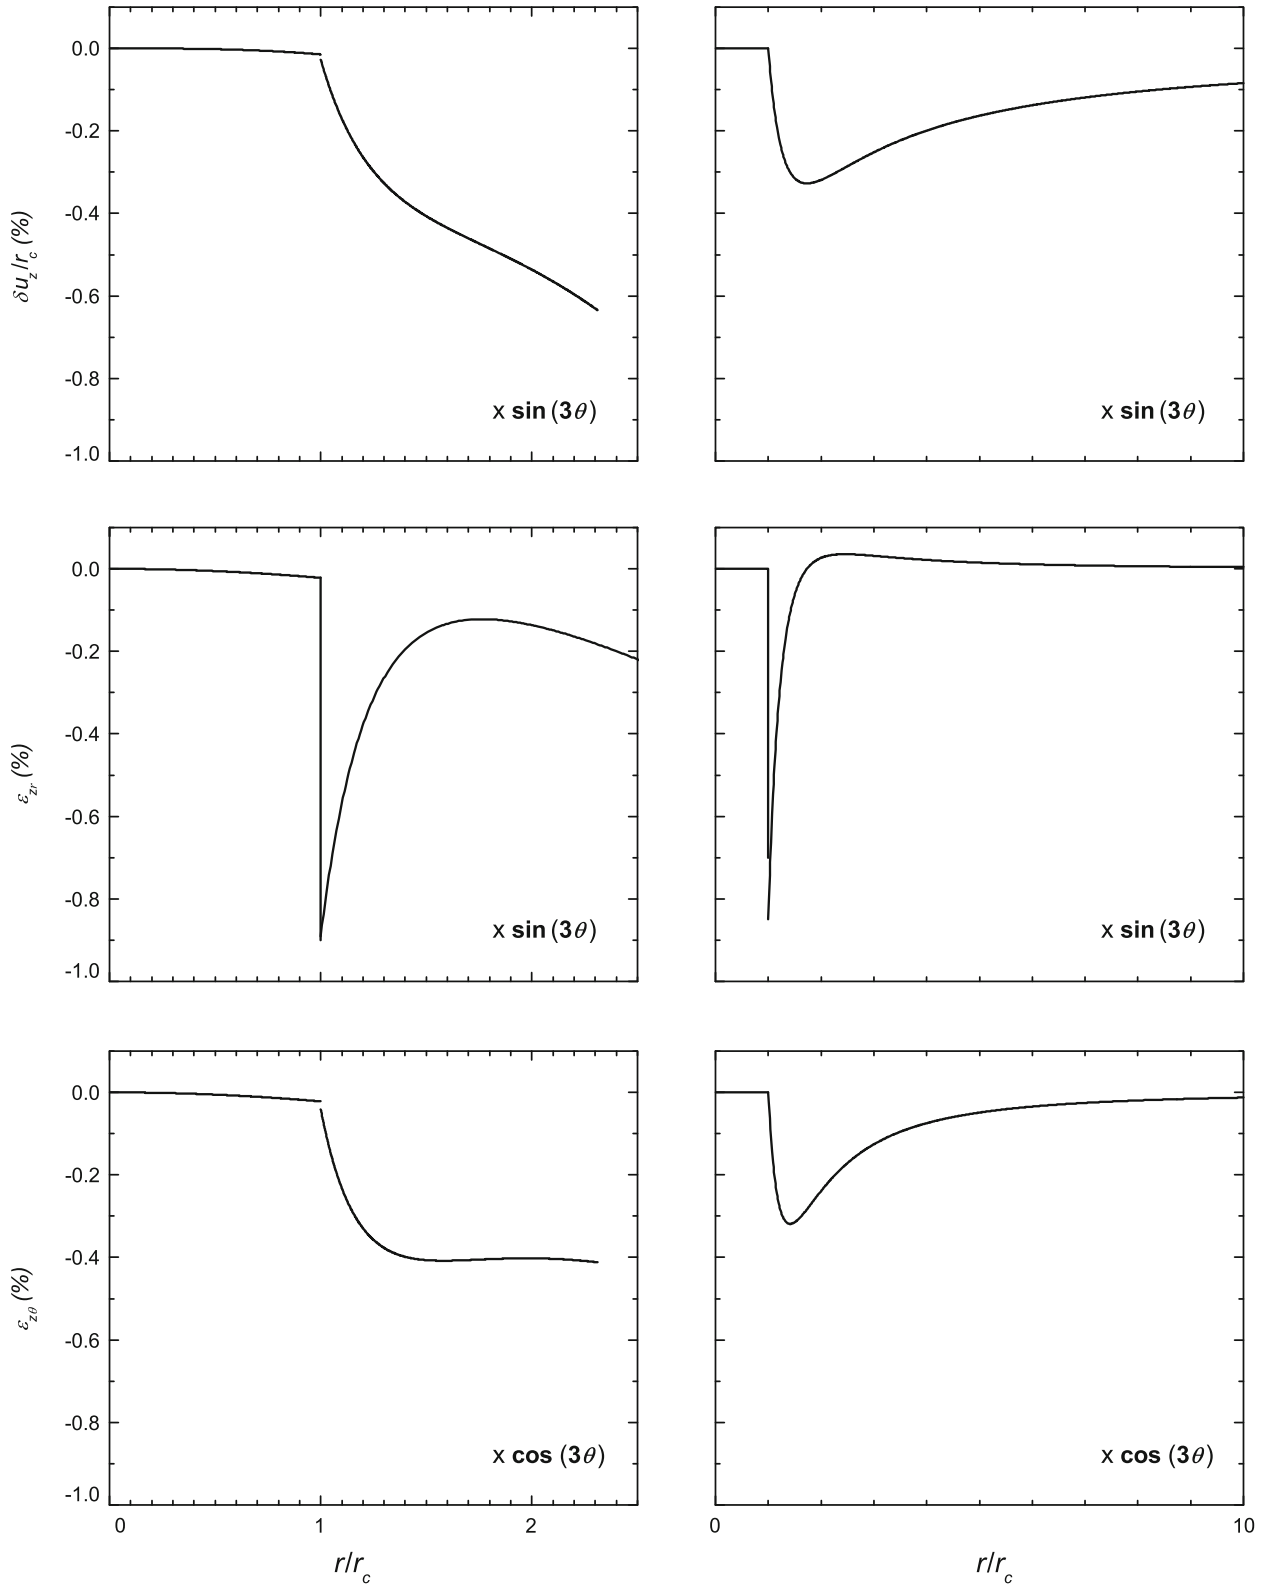 0.0
-0.2
-0.4
-0.6
-0.8
-1.0
δu_z/r_c (%)
x sin (3θ)
x sin (3θ)
0.0
-0.2
-0.4
-0.6
-0.8
-1.0
ε_zr (%)
x sin (3θ)
x sin (3θ)
0.0
-0.2
-0.4
-0.6
-0.8
-1.0
ε_zθ (%)
x cos (3θ)
x cos (3θ)
0 1 2
0 10
r/r_c
r/r_c